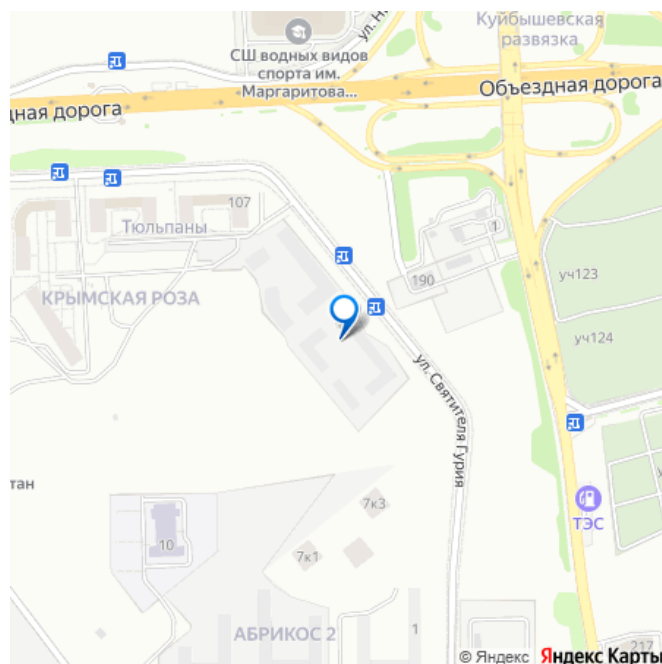 Куйбышевская
развязка
ул. Н
СШ водных видов
спорта им.
Маргаритова...
дная дорога
Объездная дорога
107
Тюльпаны
1
190
уч123
КРЫМСКАЯ РОЗА
уч124
ул. Святителя Гурия
тан
7к3
ТЭС
10
7к1
АБРИКОС 2
1
217
© Яндекс Яндекс Карты